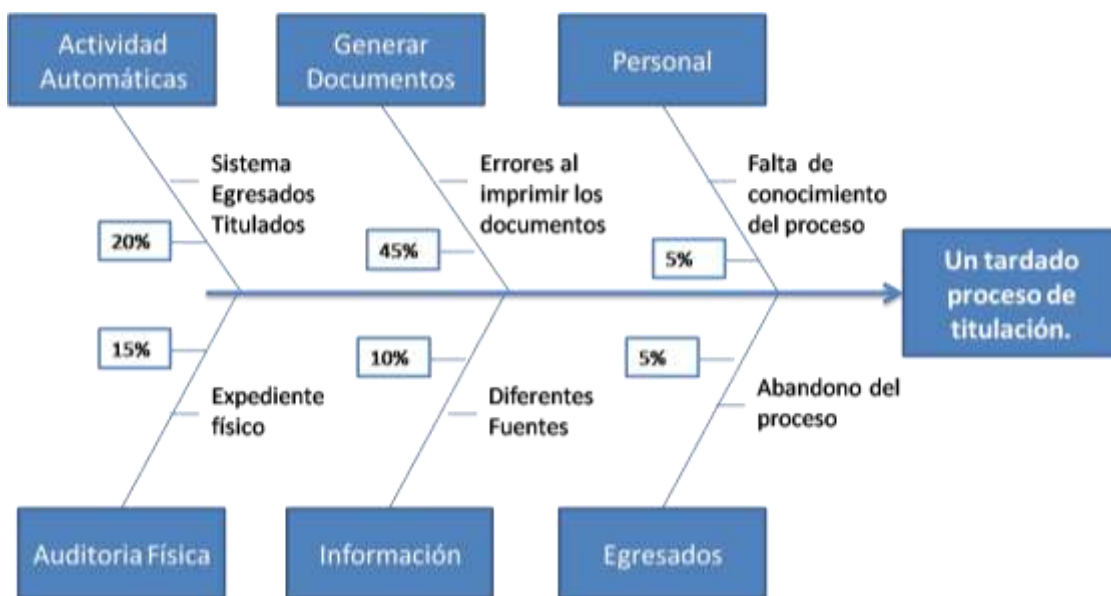 Actividad
Automáticas
Generar
Documentos
Personal
Sistema
Egresados
Titulados
Errores al
imprimir los
documentos
Falta de
conocimiento
del proceso
20%
45%
5%
Un tardado
proceso de
titulación.
15%
10%
5%
Expediente
físico
Diferentes
Fuentes
Abandono del
proceso
Auditoria Física
Información
Egresados